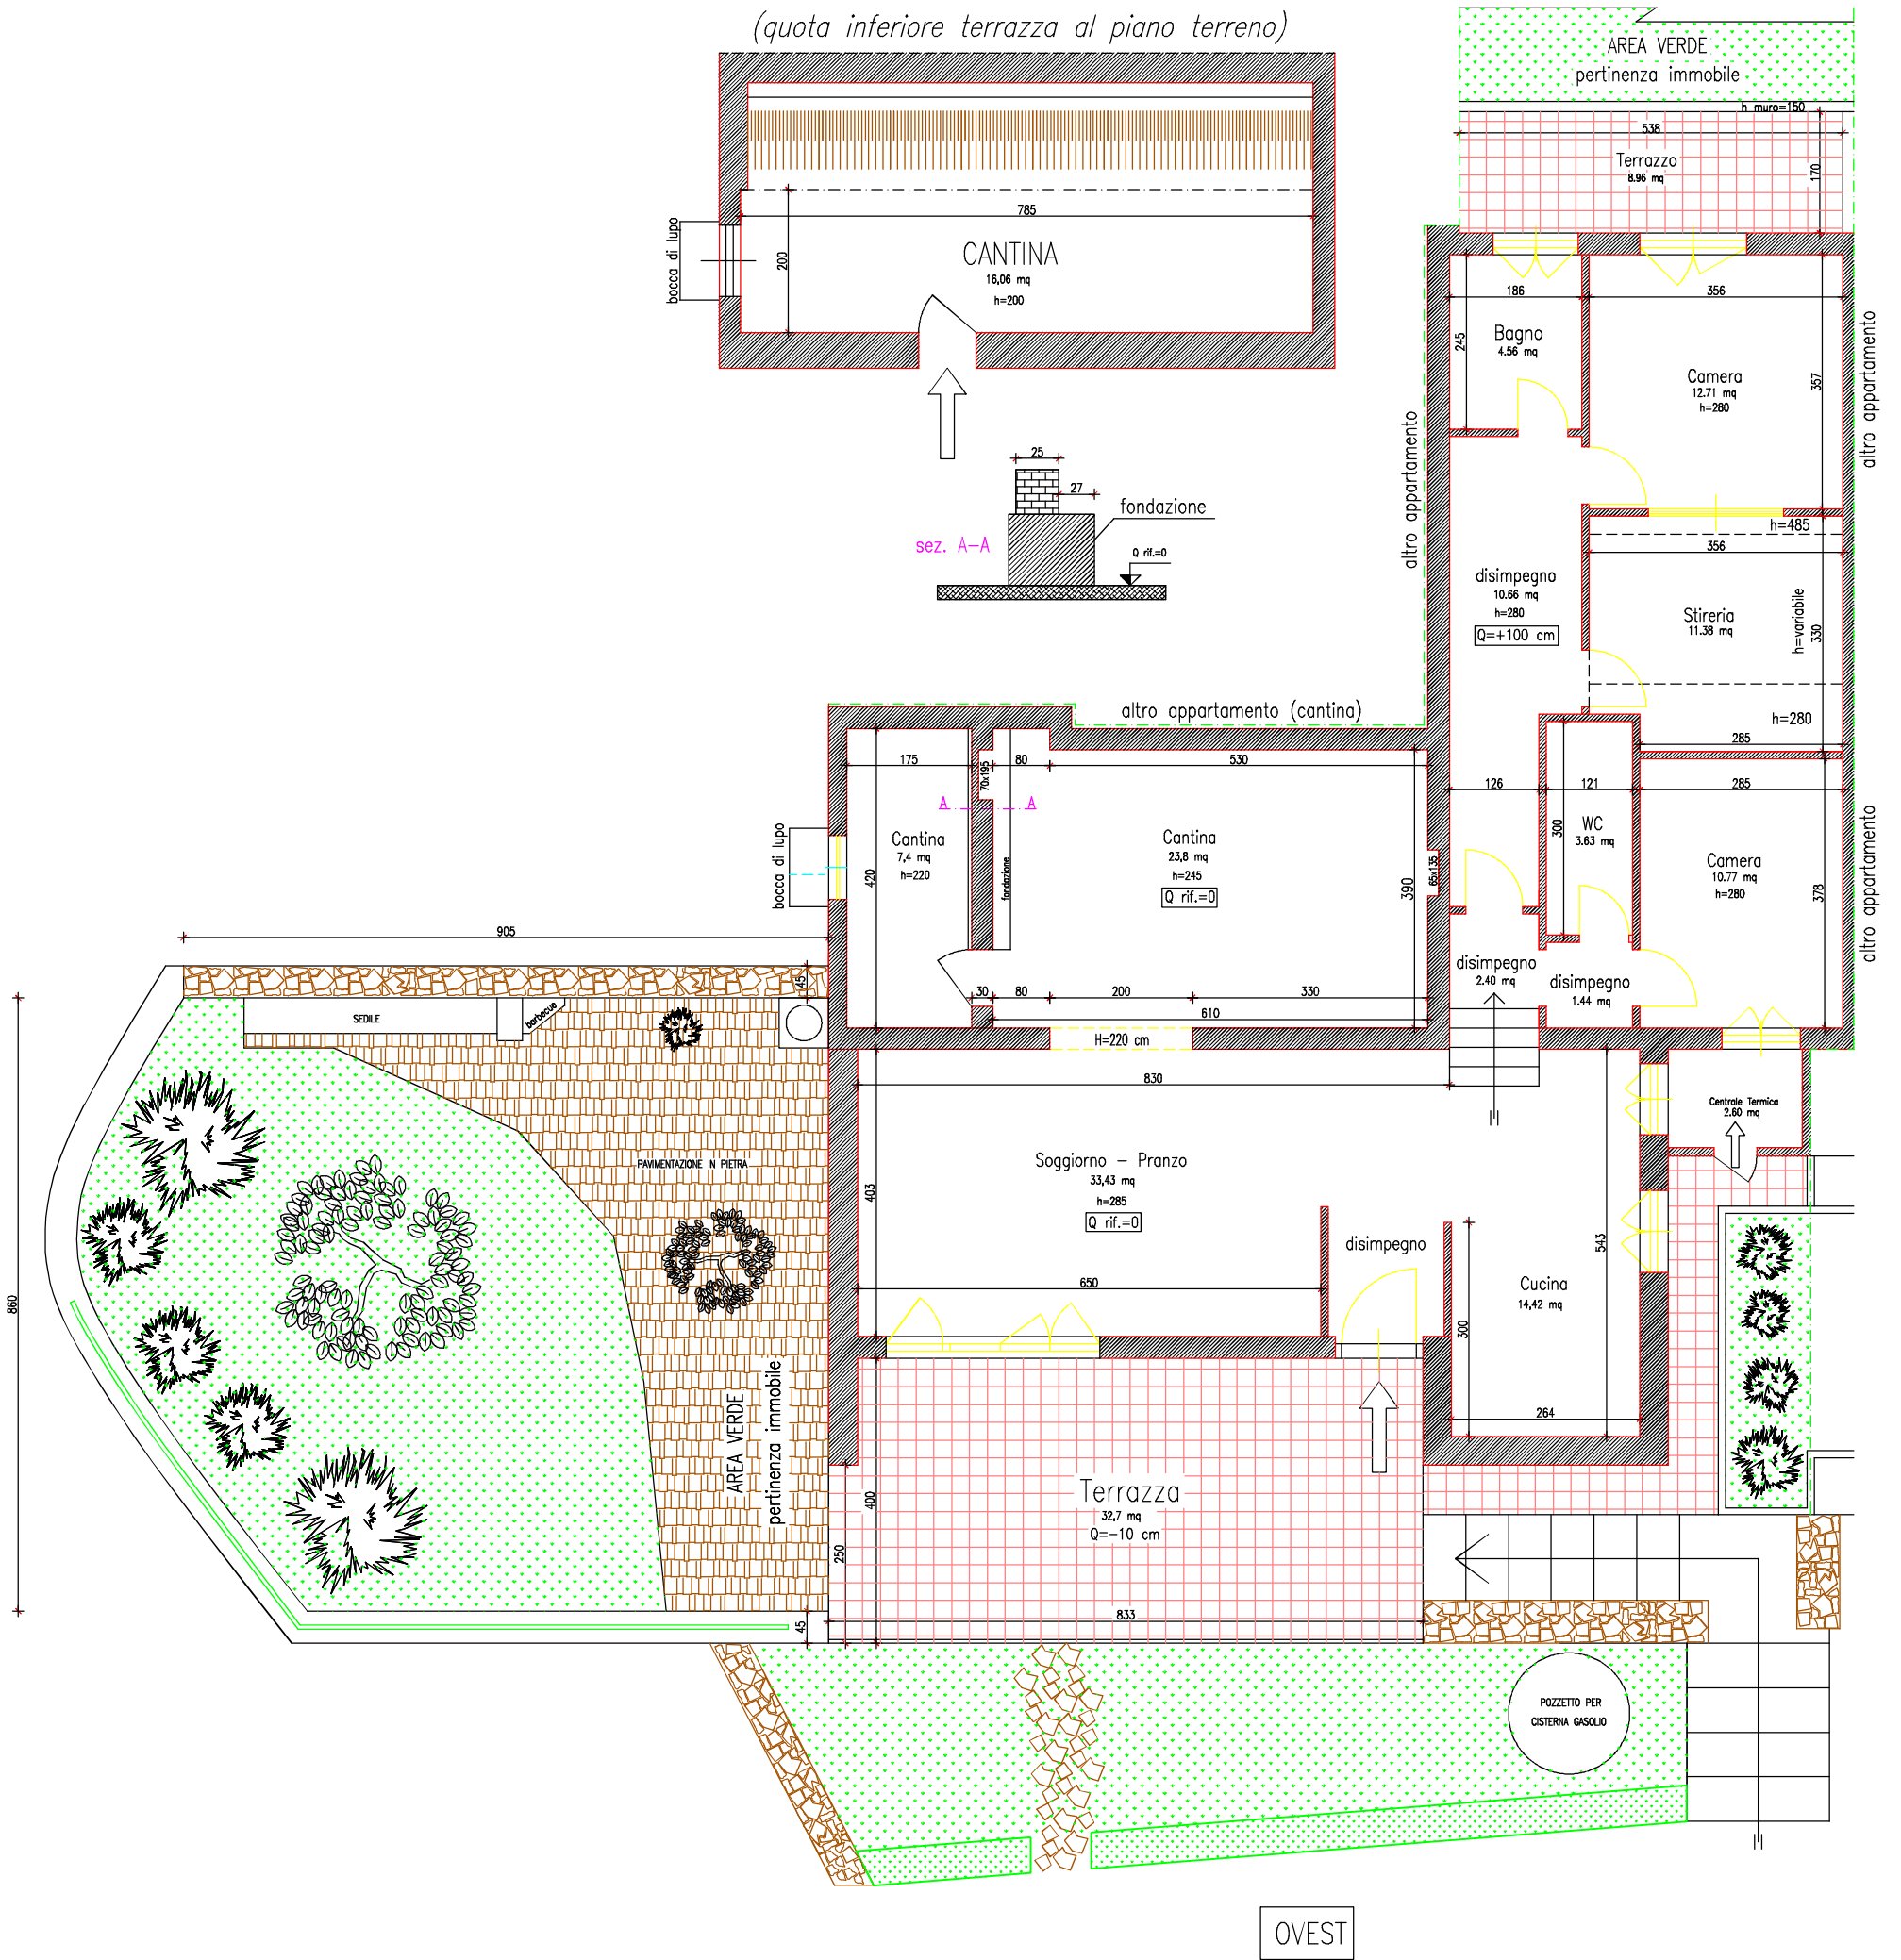 (quota inferiore terrazza al piano terreno)
AREA VERDE
pertinenza immobile
h muro=150
538
Terrazzo
8.96 mq
170
785
bocca di lupo
200
CANTINA
16,06 mq
h=200
186
356
245
Bagno
4.56 mq
Camera
12.71 mq
h=280
357
altro appartamento
altro appartamento
25
27
fondazione
sez. A-A
Q rif.=0
h=485
356
disimpegno
10.66 mq
h=280
Q=+100 cm
Stireria
11.38 mq
h=variabile
330
h=280
285
altro appartamento (cantina)
175
70x195
80
530
A
A
126
121
285
bocca di lupo
Cantina
7,4 mq
h=220
420
fondazione
Cantina
23,8 mq
h=245
Q rif.=0
390
65x135
300
WC
3.63 mq
Camera
10.77 mq
h=280
378
altro appartamento
905
45
disimpegno
2.40 mq
disimpegno
1.44 mq
30
80
200
330
610
SEDILE
barbecue
H=220 cm
830
Centrale Termica
2.60 mq
PAVIMENTAZIONE IN PIETRA
Soggiorno - Pranzo
33,43 mq
h=285
Q rif.=0
403
disimpegno
543
860
650
Cucina
14,42 mq
300
264
AREA VERDE
pertinenza immobile
Terrazza
32,7 mq
Q=-10 cm
400
250
833
45
POZZETTO PER
CISTERNA GASOLIO
OVEST